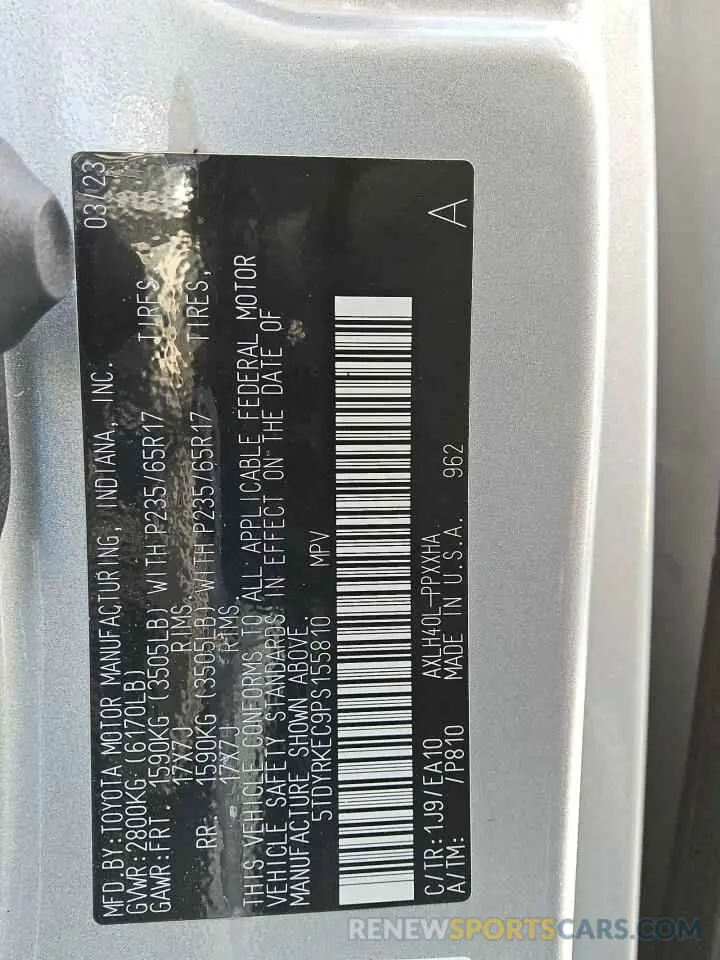 MFD.BY:TOYOTA MOTOR MANUFACTURING, INDIANA, INC. 03/23
GVWR:2800KG (6170LB)
GAWR:FRT. 1590KG (3505LB) WITH P235/65R17 TIRES
17X7J RIMS
RR. 1590KG (3505LB) WITH P235/65R17 TIRES,
17X7J RIMS.
THIS VEHICLE CONFORMS TO ALL APPLICABLE FEDERAL MOTOR
VEHICLE SAFETY STANDARDS IN EFFECT ON THE DATE OF
MANUFACTURE SHOWN ABOVE.
5TDYRKEC9PS155810 MPV
C/TR:1J9/EA10 AXLH40L-PPXXHA A
A/TM: /P810 MADE IN U.S.A. 962
RENEWSPORTSCARS.COM